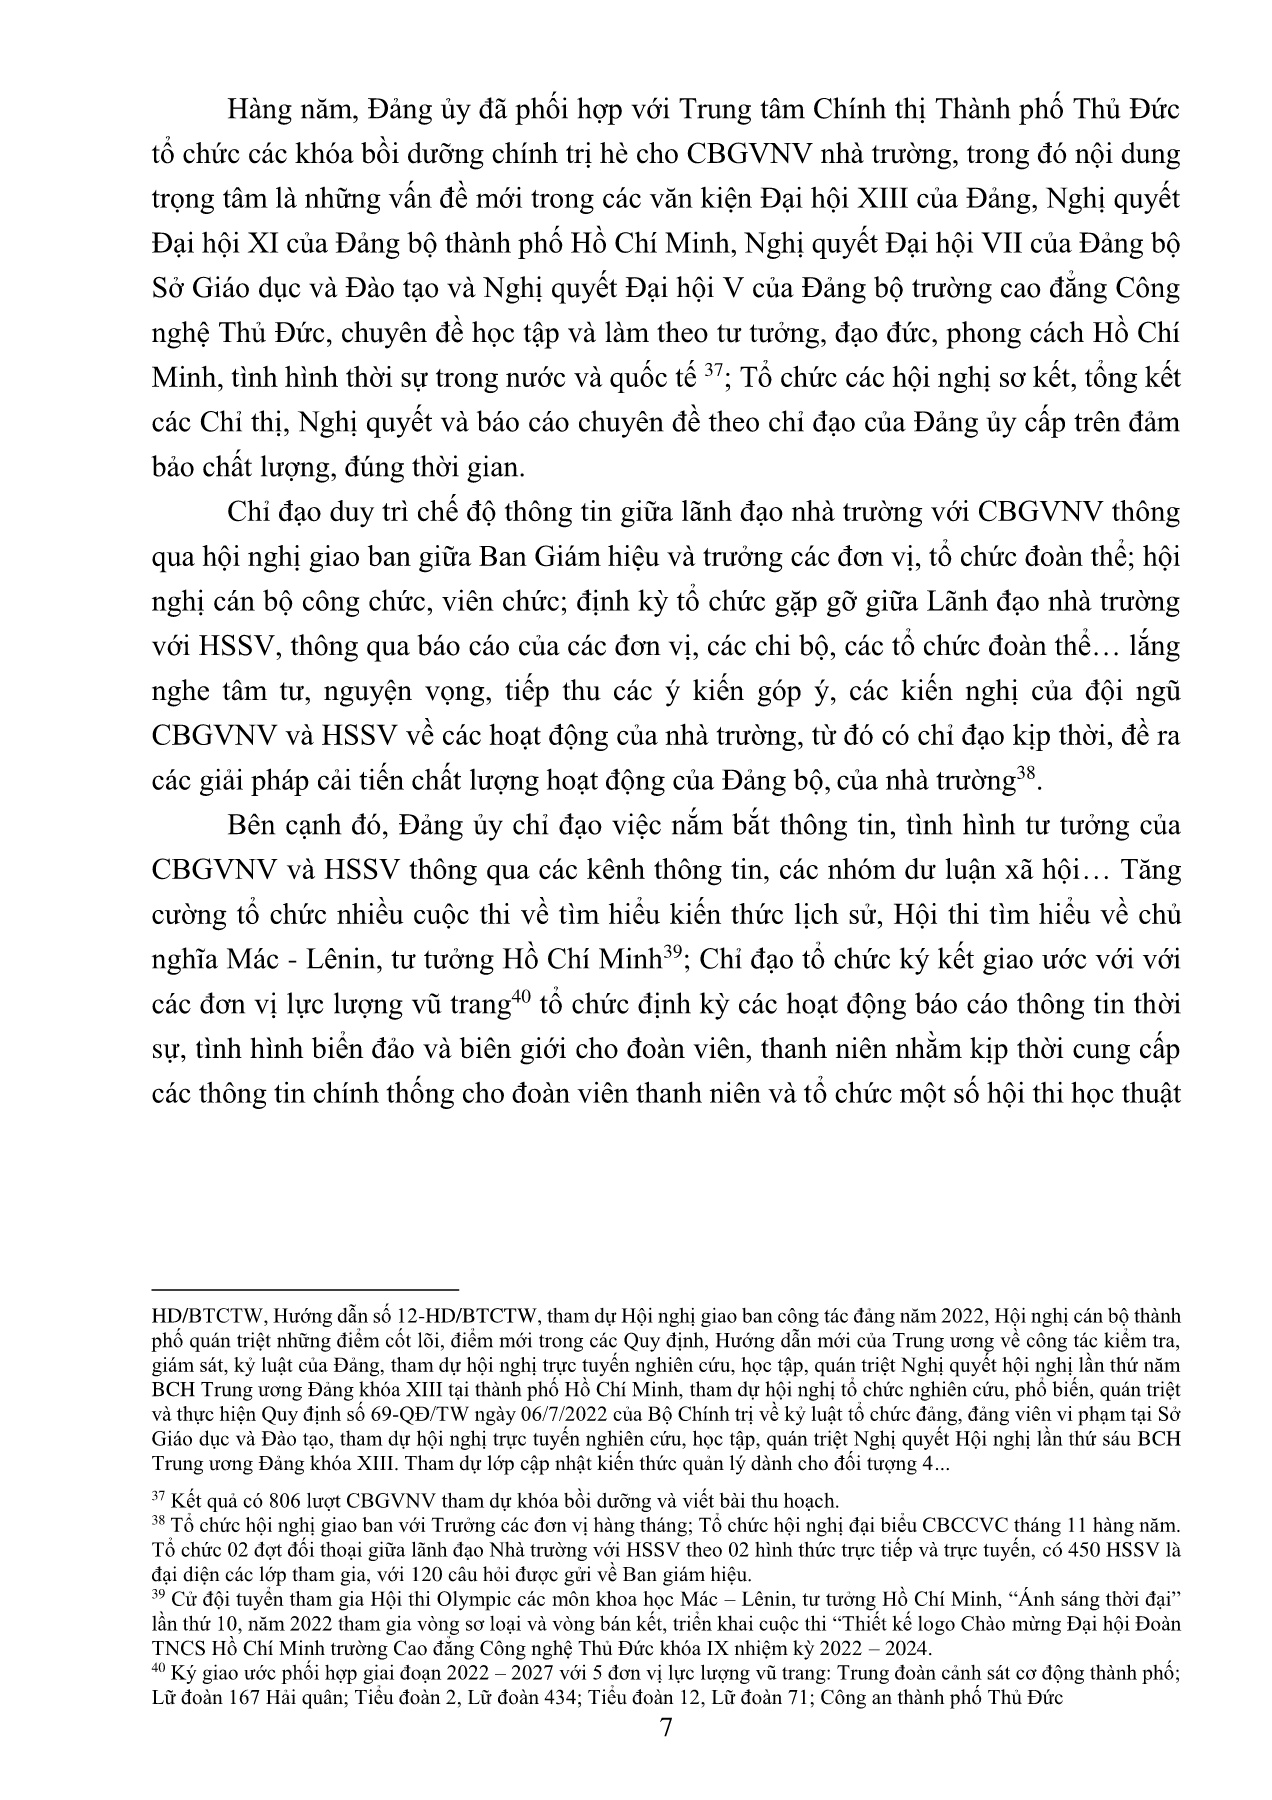 Hàng năm, Đảng ủy đã phối hợp với Trung tâm Chính thị Thành phố Thủ Đức
tổ chức các khóa bồi dưỡng chính trị hè cho CBGVNV nhà trường, trong đó nội dung
trọng tâm là những vấn đề mới trong các văn kiện Đại hội XIII của Đảng, Nghị quyết
Đại hội XI của Đảng bộ thành phố Hồ Chí Minh, Nghị quyết Đại hội VII của Đảng bộ
Sở Giáo dục và Đào tạo và Nghị quyết Đại hội V của Đảng bộ trường cao đẳng Công
nghệ Thủ Đức, chuyên đề học tập và làm theo tư tưởng, đạo đức, phong cách Hồ Chí
Minh, tình hình thời sự trong nước và quốc tế 37; Tổ chức các hội nghị sơ kết, tổng kết
các Chỉ thị, Nghị quyết và báo cáo chuyên đề theo chỉ đạo của Đảng ủy cấp trên đảm
bảo chất lượng, đúng thời gian.
Chỉ đạo duy trì chế độ thông tin giữa lãnh đạo nhà trường với CBGVNV thông
qua hội nghị giao ban giữa Ban Giám hiệu và trưởng các đơn vị, tổ chức đoàn thể; hội
nghị cán bộ công chức, viên chức; định kỳ tổ chức gặp gỡ giữa Lãnh đạo nhà trường
với HSSV, thông qua báo cáo của các đơn vị, các chi bộ, các tổ chức đoàn thể… lắng
nghe tâm tư, nguyện vọng, tiếp thu các ý kiến góp ý, các kiến nghị của đội ngũ
CBGVNV và HSSV về các hoạt động của nhà trường, từ đó có chỉ đạo kịp thời, đề ra
các giải pháp cải tiến chất lượng hoạt động của Đảng bộ, của nhà trường38.
Bên cạnh đó, Đảng ủy chỉ đạo việc nắm bắt thông tin, tình hình tư tưởng của
CBGVNV và HSSV thông qua các kênh thông tin, các nhóm dư luận xã hội… Tăng
cường tổ chức nhiều cuộc thi về tìm hiểu kiến thức lịch sử, Hội thi tìm hiểu về chủ
nghĩa Mác - Lênin, tư tưởng Hồ Chí Minh39; Chỉ đạo tổ chức ký kết giao ước với với
các đơn vị lực lượng vũ trang40 tổ chức định kỳ các hoạt động báo cáo thông tin thời
sự, tình hình biển đảo và biên giới cho đoàn viên, thanh niên nhằm kịp thời cung cấp
các thông tin chính thống cho đoàn viên thanh niên và tổ chức một số hội thi học thuật
HD/BTCTW, Hướng dẫn số 12-HD/BTCTW, tham dự Hội nghị giao ban công tác đảng năm 2022, Hội nghị cán bộ thành
phố quán triệt những điểm cốt lõi, điểm mới trong các Quy định, Hướng dẫn mới của Trung ương về công tác kiểm tra,
giám sát, kỷ luật của Đảng, tham dự hội nghị trực tuyến nghiên cứu, học tập, quán triệt Nghị quyết hội nghị lần thứ năm
BCH Trung ương Đảng khóa XIII tại thành phố Hồ Chí Minh, tham dự hội nghị tổ chức nghiên cứu, phổ biến, quán triệt
và thực hiện Quy định số 69-QĐ/TW ngày 06/7/2022 của Bộ Chính trị về kỷ luật tổ chức đảng, đảng viên vi phạm tại Sở
Giáo dục và Đào tạo, tham dự hội nghị trực tuyến nghiên cứu, học tập, quán triệt Nghị quyết Hội nghị lần thứ sáu BCH
Trung ương Đảng khóa XIII. Tham dự lớp cập nhật kiến thức quản lý dành cho đối tượng 4...
37 Kết quả có 806 lượt CBGVNV tham dự khóa bồi dưỡng và viết bài thu hoạch.
38 Tổ chức hội nghị giao ban với Trưởng các đơn vị hàng tháng; Tổ chức hội nghị đại biểu CBCCVC tháng 11 hàng năm.
Tổ chức 02 đợt đối thoại giữa lãnh đạo Nhà trường với HSSV theo 02 hình thức trực tiếp và trực tuyến, có 450 HSSV là
đại diện các lớp tham gia, với 120 câu hỏi được gửi về Ban giám hiệu.
39 Cử đội tuyển tham gia Hội thi Olympic các môn khoa học Mác – Lênin, tư tưởng Hồ Chí Minh, “Ánh sáng thời đại”
lần thứ 10, năm 2022 tham gia vòng sơ loại và vòng bán kết, triển khai cuộc thi “Thiết kế logo Chào mừng Đại hội Đoàn
TNCS Hồ Chí Minh trường Cao đẳng Công nghệ Thủ Đức khóa IX nhiệm kỳ 2022 – 2024.
40 Ký giao ước phối hợp giai đoạn 2022 – 2027 với 5 đơn vị lực lượng vũ trang: Trung đoàn cảnh sát cơ động thành phố;
Lữ đoàn 167 Hải quân; Tiểu đoàn 2, Lữ đoàn 434; Tiểu đoàn 12, Lữ đoàn 71; Công an thành phố Thủ Đức
7